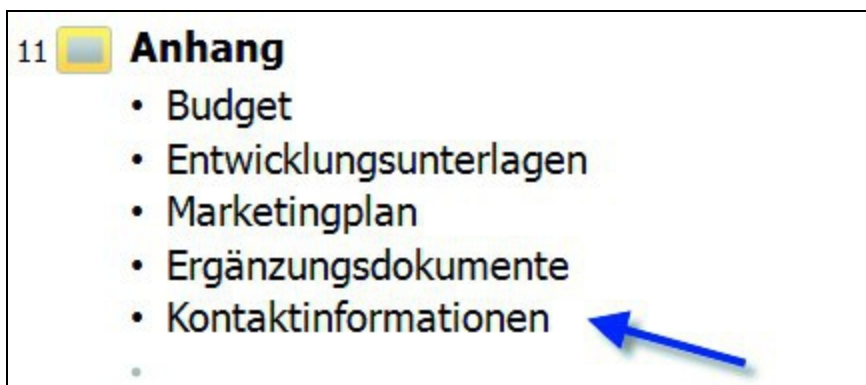 11 Anhang
• Budget
• Entwicklungsunterlagen
• Marketingplan
• Ergänzungsdokumente
• Kontaktinformationen
•